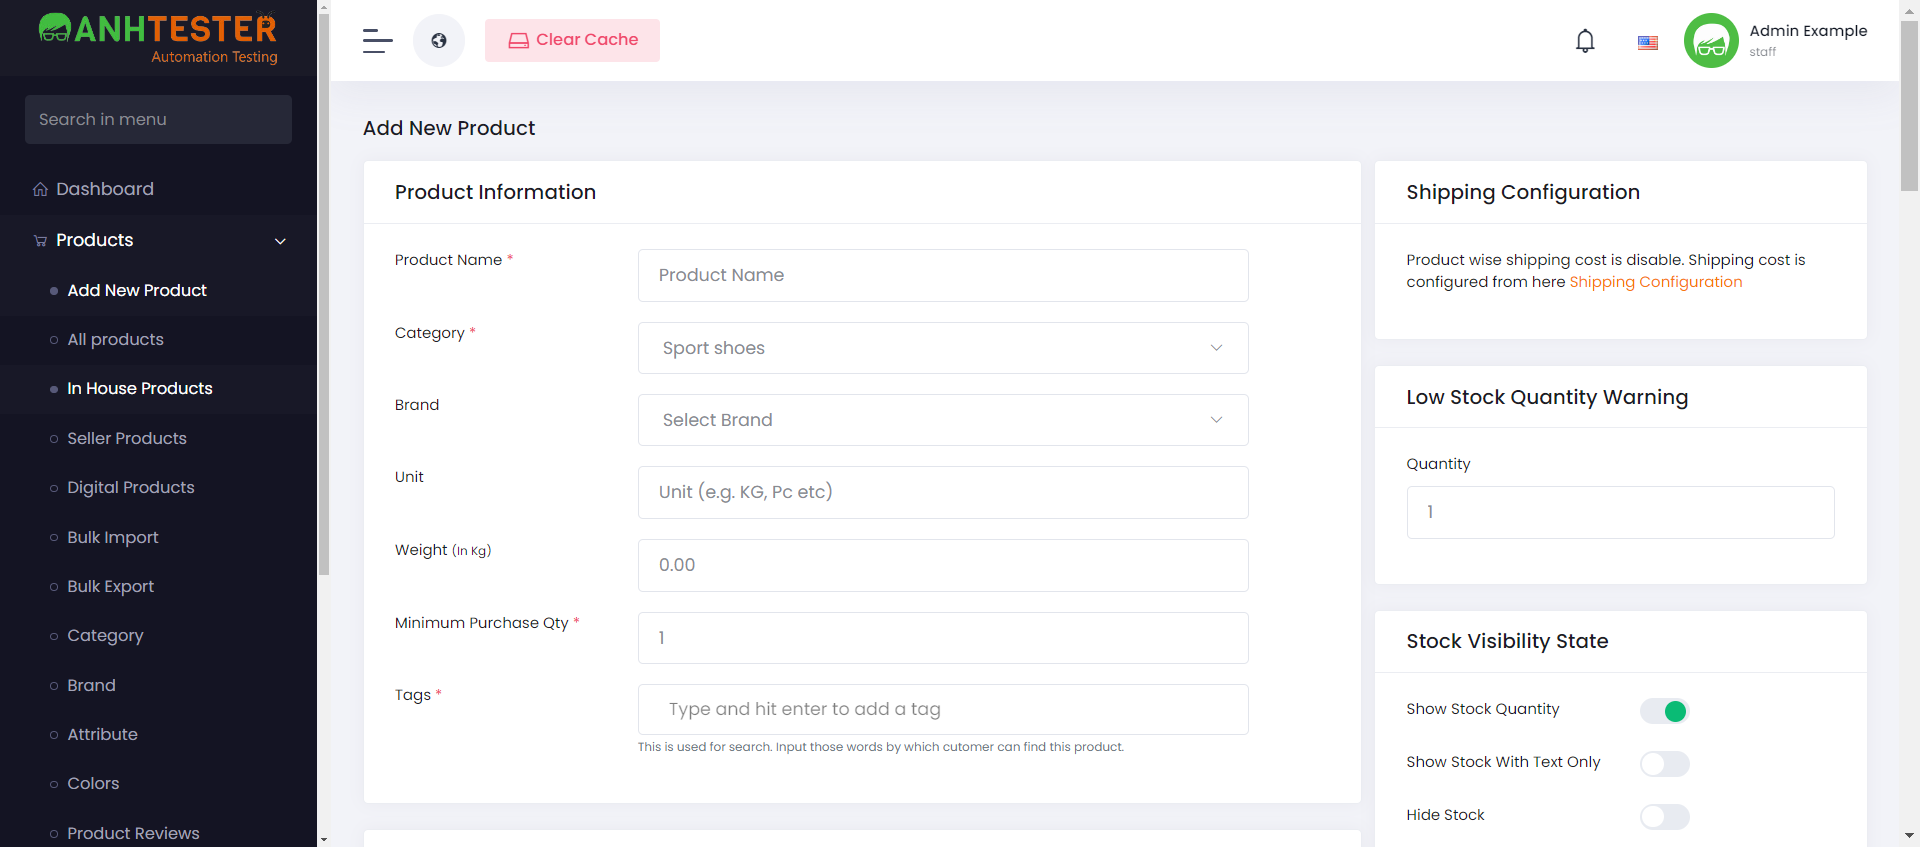 ANHTESTER
Automation Testing
Search in menu
Dashboard
Products
Add New Product
All products
In House Products
Seller Products
Digital Products
Bulk Import
Bulk Export
Category
Brand
Attribute
Colors
Product Reviews
Clear Cache
Admin Example
staff
Add New Product
Product Information
Product Name *
Product Name
Category *
Sport shoes
Brand
Select Brand
Unit
Unit (e.g. KG, Pc etc)
Weight (In Kg)
0.00
Minimum Purchase Qty *
1
Tags *
Type and hit enter to add a tag
This is used for search. Input those words by which cutomer can find this product.
Shipping Configuration
Product wise shipping cost is disable. Shipping cost is
configured from here Shipping Configuration
Low Stock Quantity Warning
Quantity
1
Stock Visibility State
Show Stock Quantity
Show Stock With Text Only
Hide Stock